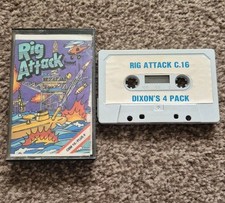 Rig
Attack
RIG ATTACK C.16
DIXON'S 4 PACK